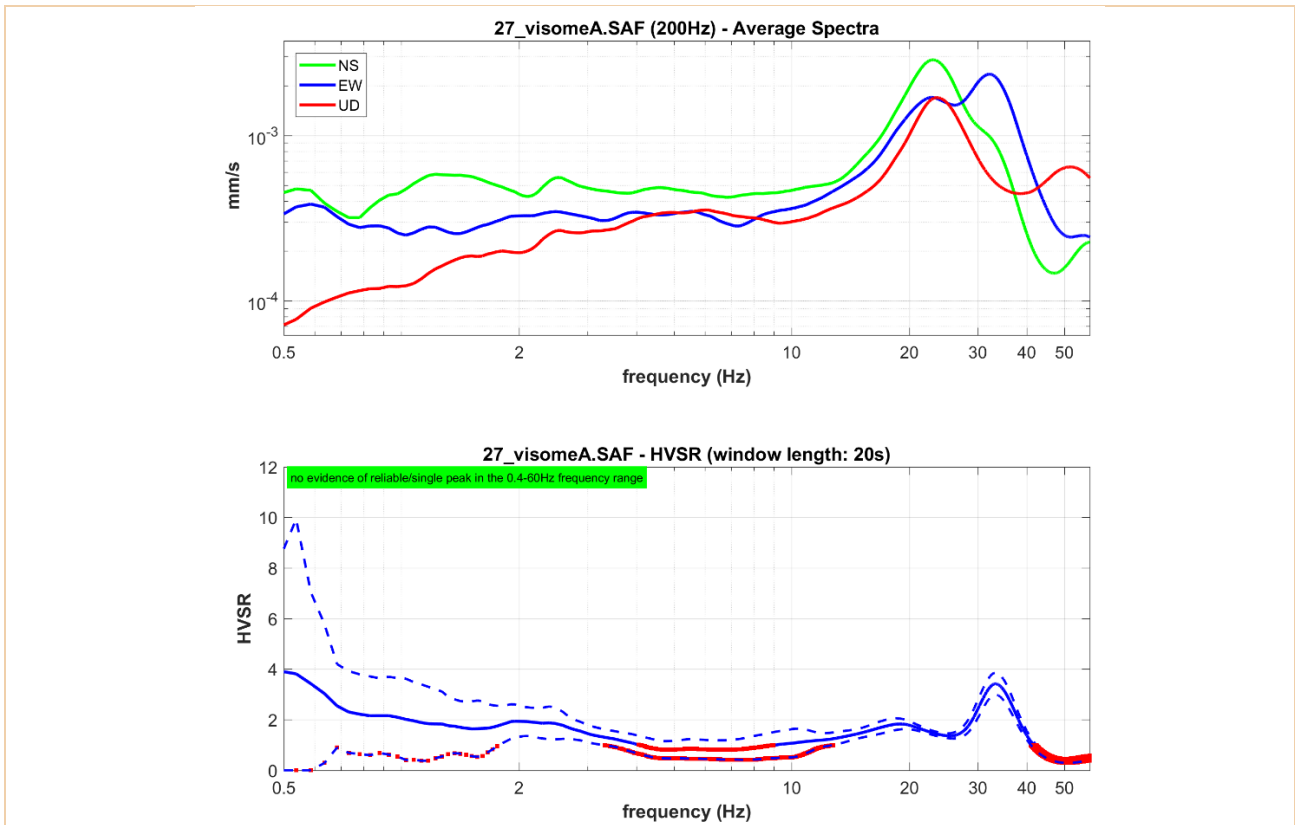 27_visomeA.SAF (200Hz) - Average Spectra
NS
EW
UD
10^-3
10^-4
mm/s
0.5 2 10 20 30 40 50
frequency (Hz)
27_visomeA.SAF - HVSR (window length: 20s)
no evidence of reliable/single peak in the 0.4-60Hz frequency range
12
10
8
6
4
2
0
HVSR
0.5 2 10 20 30 40 50
frequency (Hz)